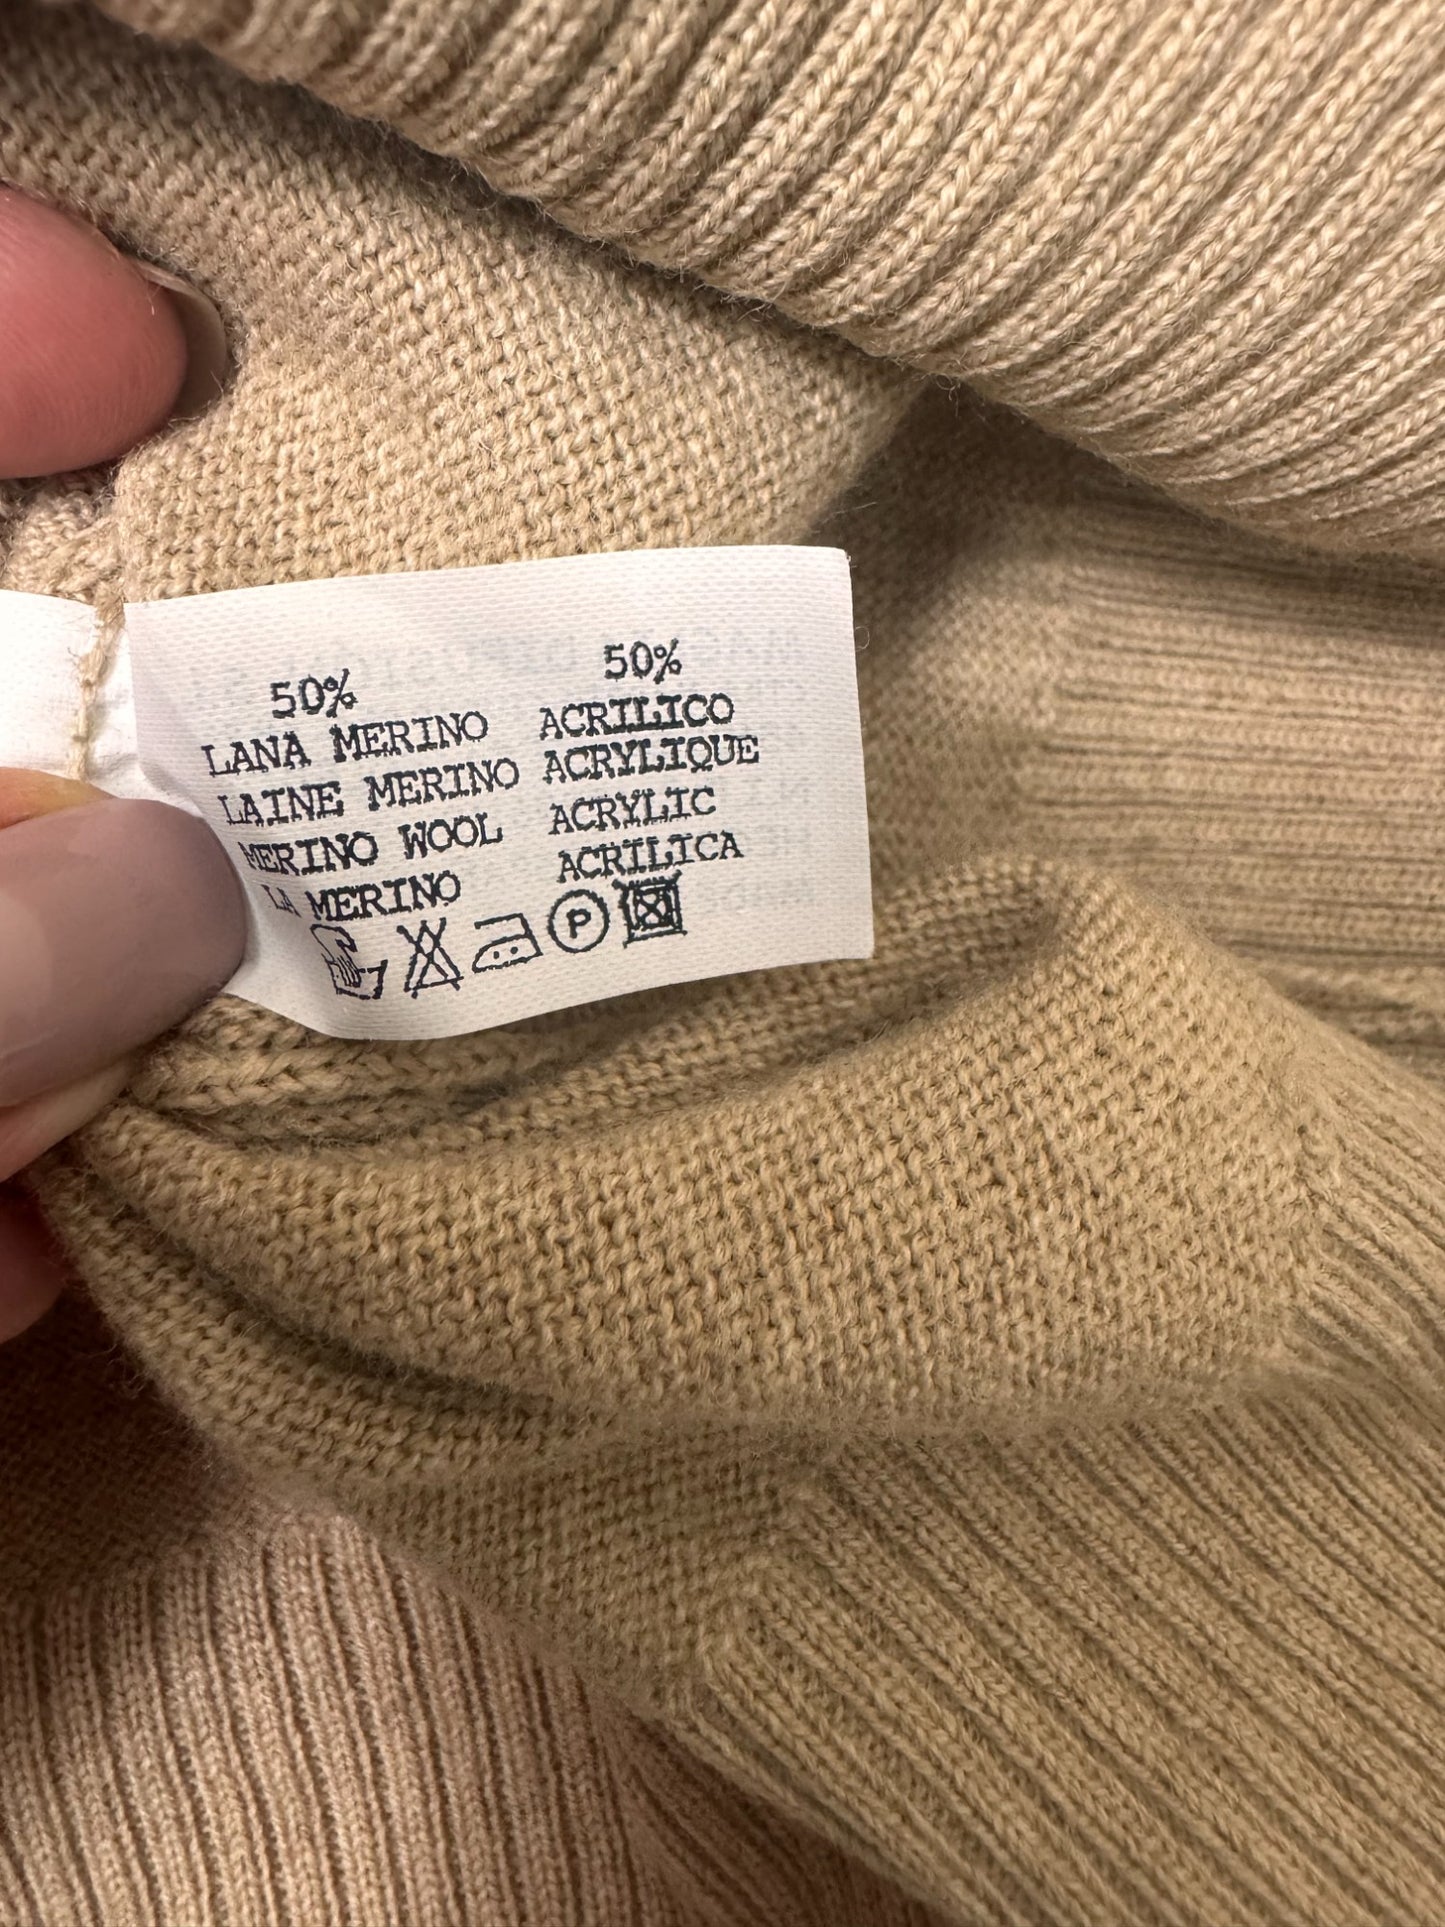 50% 50%
LANA MERINO ACRILICO
LAINE MERINO ACRYLIQUE
MERINO WOOL ACRYLIC
LA MERINO ACRILICA
P